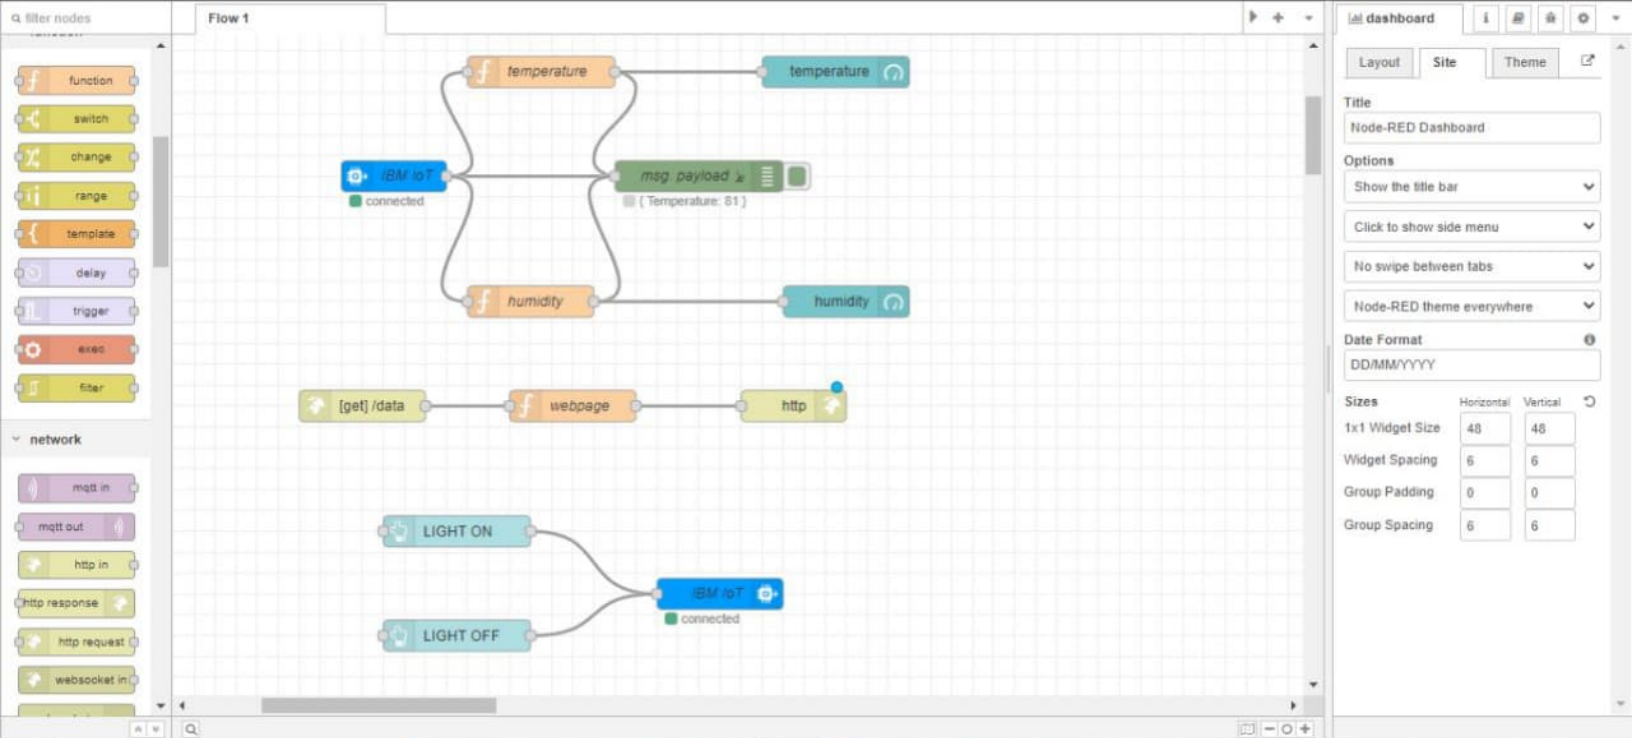 filter nodes
function
function
switch
change
range
template
delay
trigger
exec
filter
network
mqtt in
mqtt out
http in
http response
http request
websocket in
Flow 1
temperature
temperature
IBM IoT
connected
msg.payload
{ Temperature: 81 }
humidity
humidity
[get] /data
webpage
http
LIGHT ON
IBM IoT
connected
LIGHT OFF
dashboard
Layout Site Theme
Title
Node-RED Dashboard
Options
Show the title bar
Click to show side menu
No swipe between tabs
Node-RED theme everywhere
Date Format
DD/MM/YYYY
Sizes Horizontal Vertical
1x1 Widget Size 48 48
Widget Spacing 6 6
Group Padding 0 0
Group Spacing 6 6